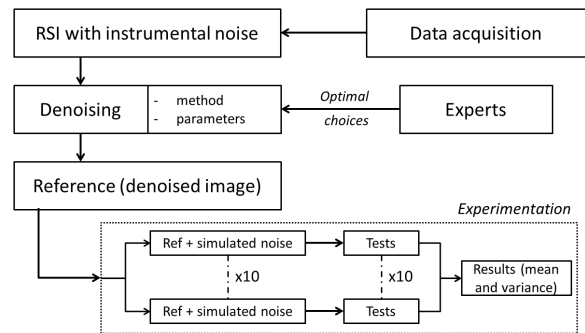 RSI with instrumental noise
Data acquisition
Denoising
- method
- parameters
Optimal
choices
Experts
Reference (denoised image)
Experimentation
Ref + simulated noise
Tests
x10
x10
Results (mean
and variance)
Ref + simulated noise
Tests